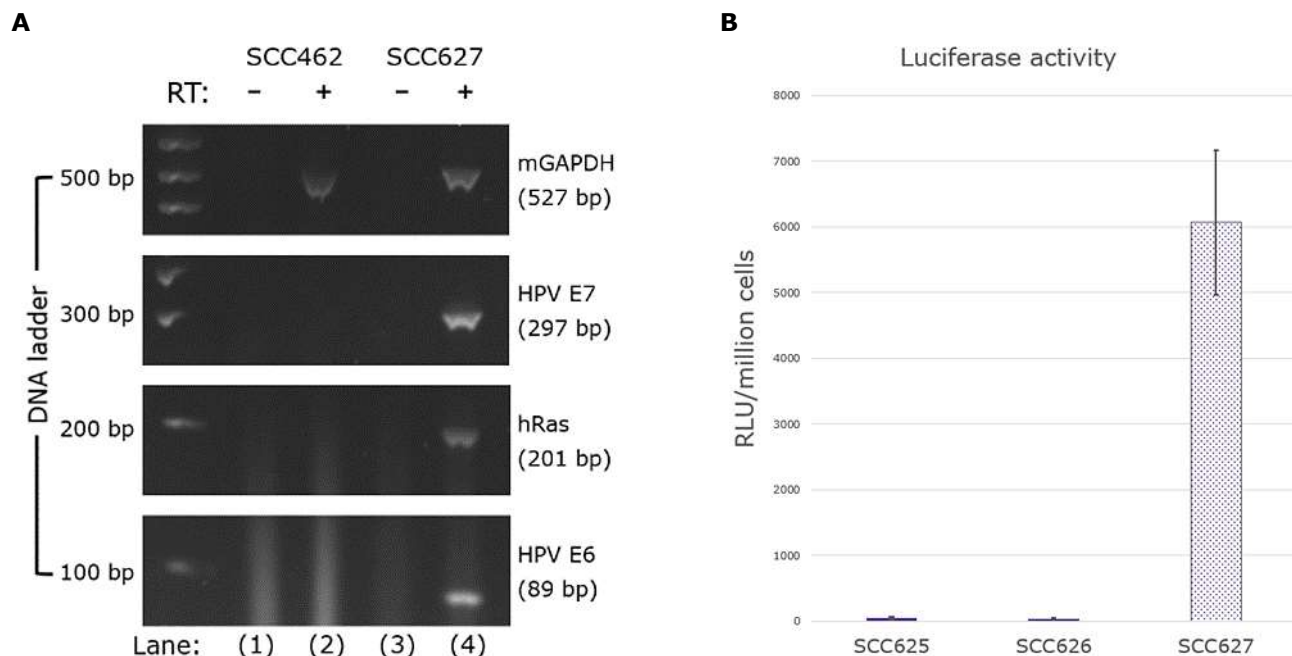 A
SCC462 SCC627
RT: – + – +
500 bp
mGAPDH
(527 bp)
300 bp
HPV E7
(297 bp)
200 bp
hRas
(201 bp)
100 bp
HPV E6
(89 bp)
DNA ladder
Lane: (1) (2) (3) (4)
B
Luciferase activity
8000
7000
6000
5000
4000
3000
2000
1000
0
RLU/million cells
SCC625 SCC626 SCC627